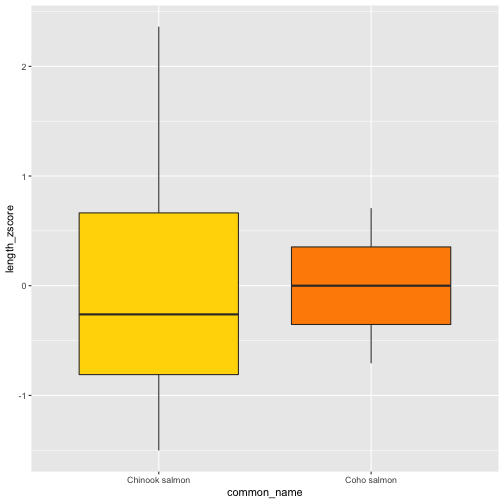 2
1
0
-1
length_zscore
Chinook salmon
Coho salmon
common_name